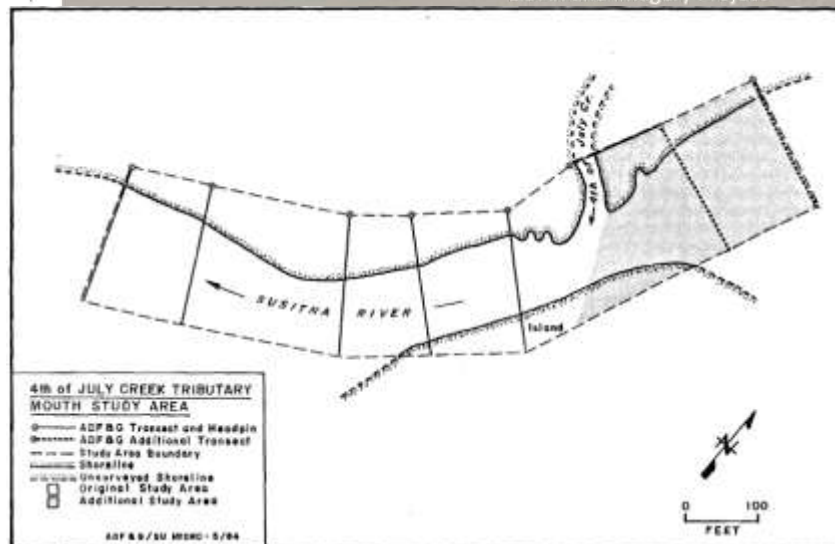 4th of July Cr.
SUSITNA RIVER
Island
4th of JULY CREEK TRIBUTARY
MOUTH STUDY AREA
ADF&G Transect and Headpin
ADF&G Additional Transect
Study Area Boundary
Shoreline
Unsurveyed Shoreline
Original Study Area
Additional Study Area
ADF&G/SU HYDRO - 5/84
N
0 100
FEET